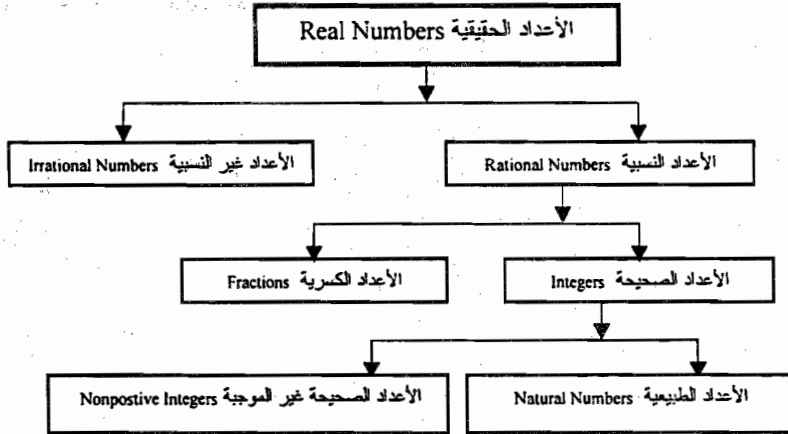 الأعداد الحقيقية Real Numbers
الأعداد غير النسبية Irrational Numbers
الأعداد النسبية Rational Numbers
الأعداد الكسرية Fractions
الأعداد الصحيحة Integers
الأعداد الصحيحة غير الموجبة Nonpostive Integers
الأعداد الطبيعية Natural Numbers